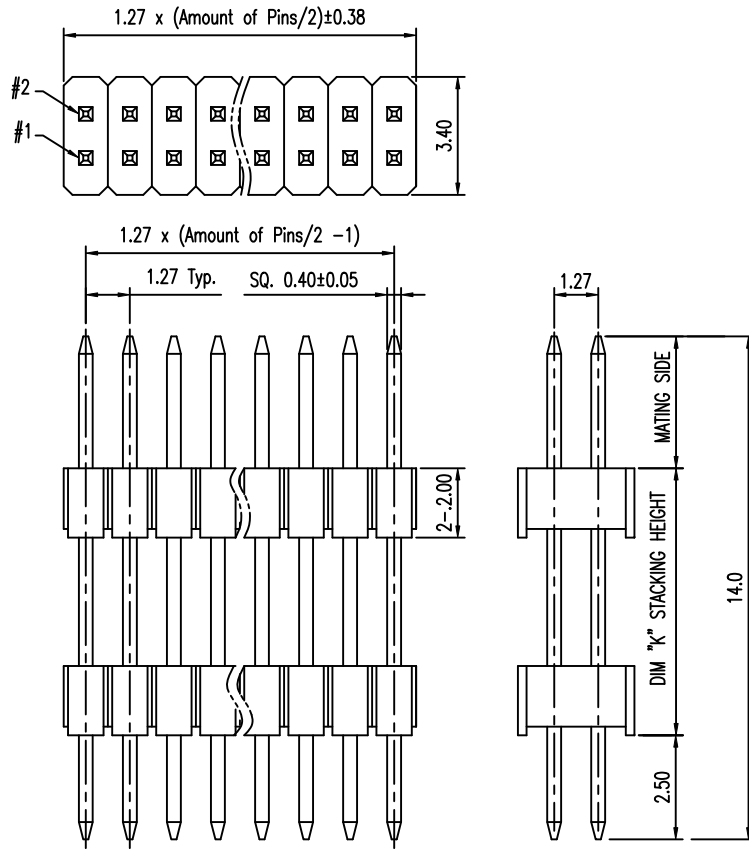 1.27 x (Amount of Pins/2)±0.38
#2
#1
3.40
1.27 x (Amount of Pins/2 -1)
1.27 Typ.
SQ. 0.40±0.05
1.27
MATING SIDE
2-.2.00
DIM "K" STACKING HEIGHT
14.0
2.50